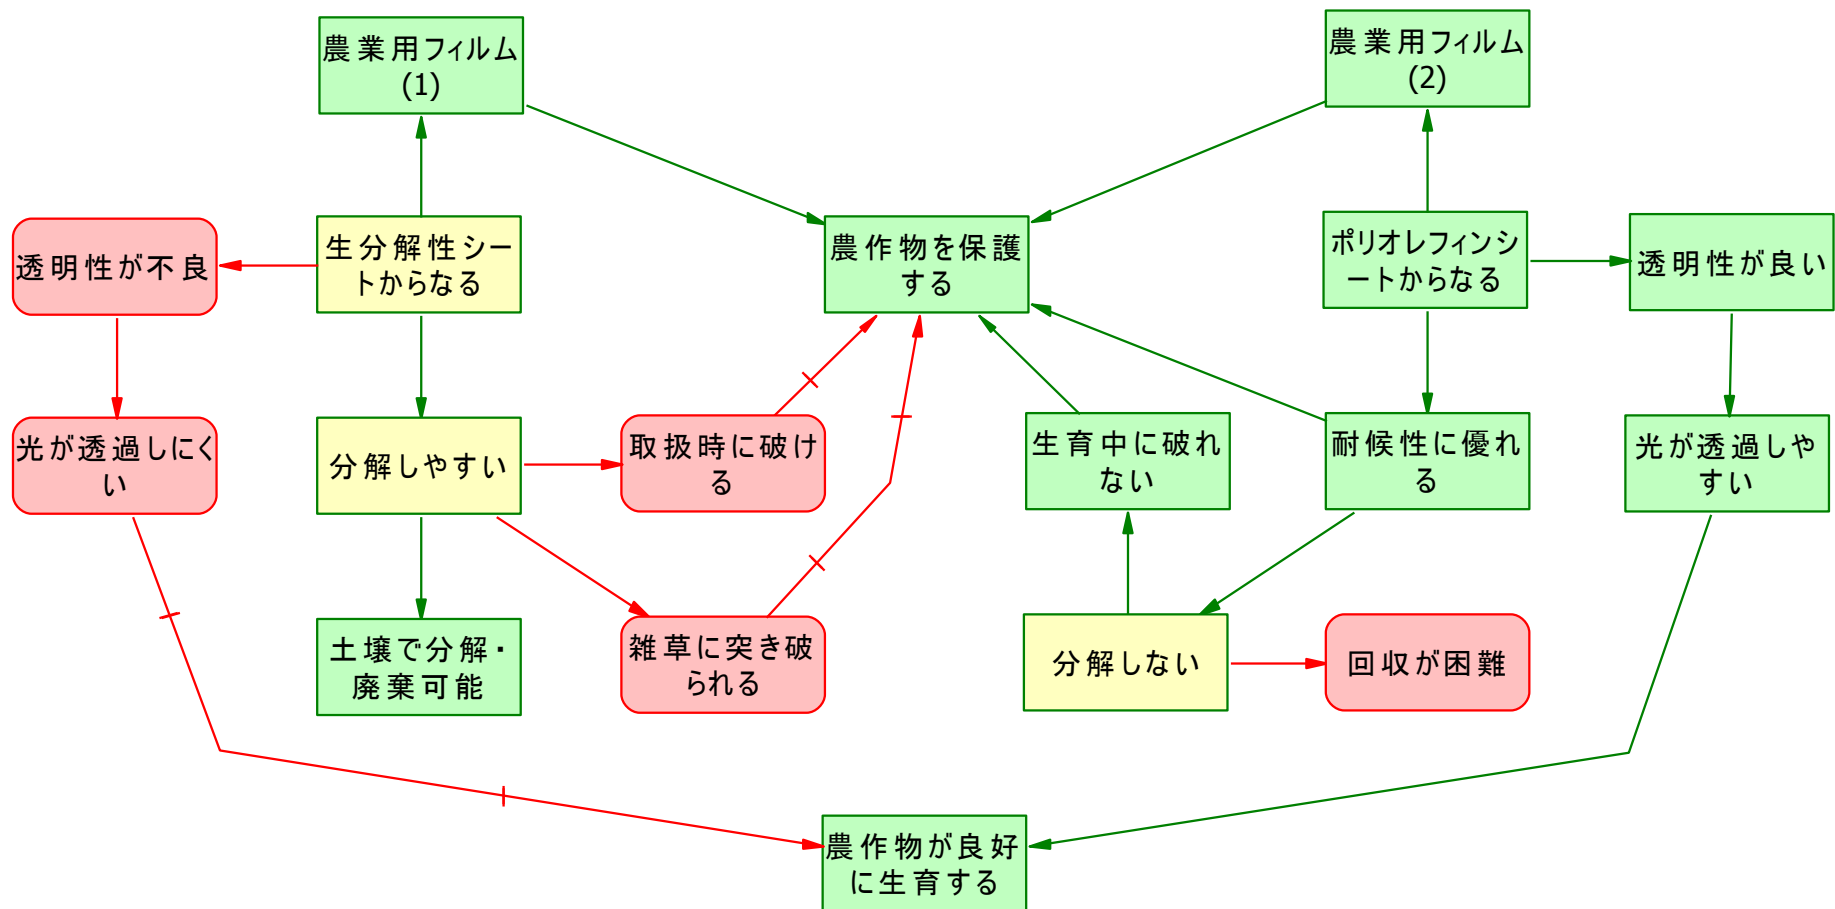 農業用フィルム
(1)
農業用フィルム
(2)
透明性が不良
生分解性シー
トからなる
農作物を保護
する
ポリオレフィンシ
ートからなる
透明性が良い
光が透過しにく
い
分解しやすい
取扱時に破け
る
生育中に破れ
ない
耐候性に優れ
る
光が透過しや
すい
土壌で分解・
廃棄可能
雑草に突き破
られる
分解しない
回収が困難
農作物が良好
に生育する